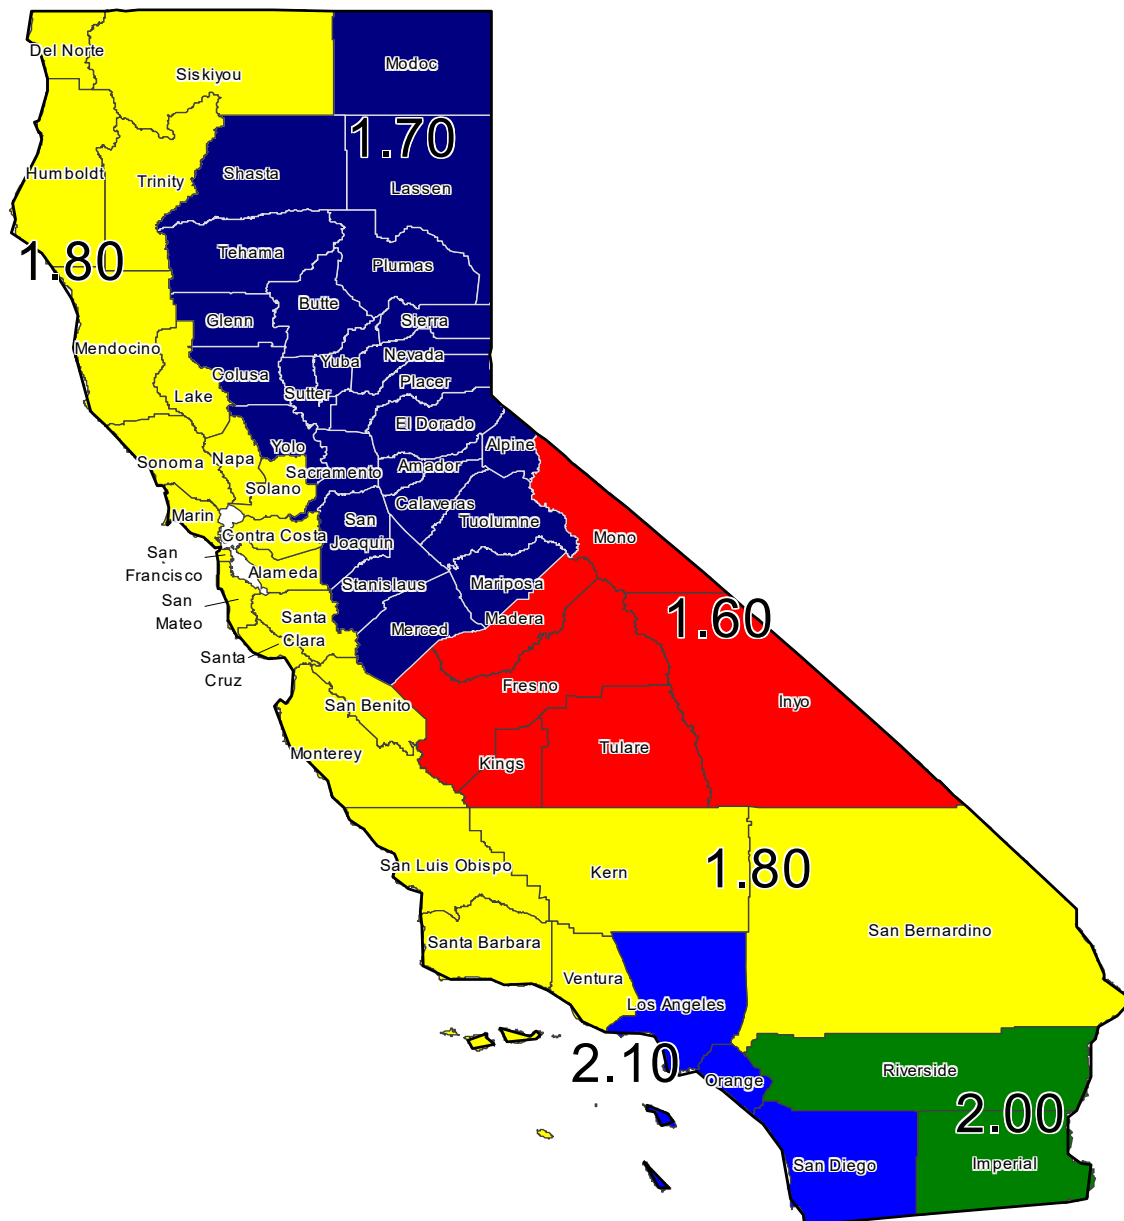 Del Norte
Siskiyou
Modoc
1.70
Shasta
Lassen
Humboldt
Trinity
1.80
Tehama
Plumas
Butte
Glenn
Sierra
Mendocino
Yuba
Nevada
Colusa
Placer
Sutter
Lake
El Dorado
Yolo
Alpine
Sonoma
Napa
Sacramento
Amador
Solano
Calaveras
Marin
San
Joaquin
Tuolumne
Contra Costa
Mono
San
Francisco
Alameda
Stanislaus
Mariposa
San
Mateo
Santa
Clara
Merced
Madera
1.60
Santa
Cruz
Fresno
San Benito
Inyo
Monterey
Kings
Tulare
San Luis Obispo
Kern
1.80
San Bernardino
Santa Barbara
Ventura
Los Angeles
2.10
Orange
Riverside
2.00
San Diego
Imperial